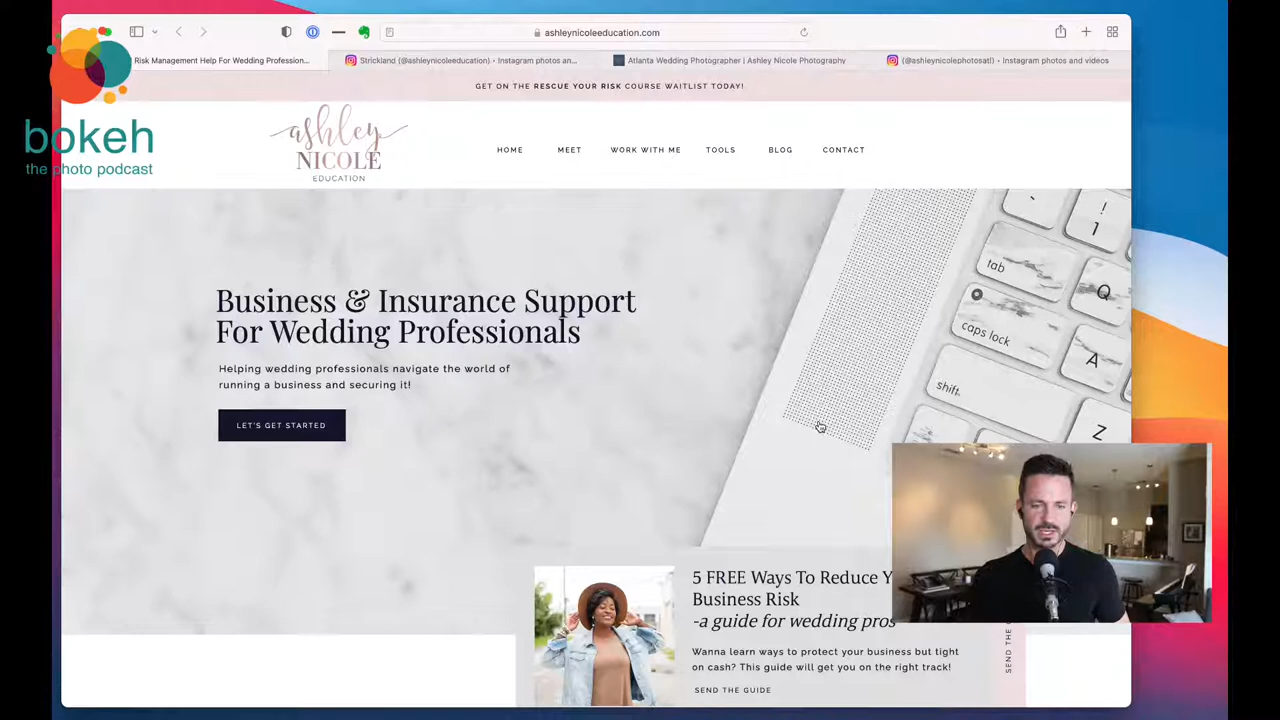 bokeh
the photo podcast
ashleynicoleeducation.com
Risk Management Help For Wedding Profession...
Strickland (@ashleynicoleeducation) • Instagram photos an...
Atlanta Wedding Photographer | Ashley Nicole Photography
(@ashleynicolephotosatl) • Instagram photos and videos
GET ON THE RESCUE YOUR RISK COURSE WAITLIST TODAY!
ashley
NICOLE
EDUCATION
HOME
MEET
WORK WITH ME
TOOLS
BLOG
CONTACT
Business & Insurance Support
For Wedding Professionals
Helping wedding professionals navigate the world of
running a business and securing it!
LET'S GET STARTED
~
!
1
tab
Q
caps lock
A
shift
Z
5 FREE Ways To Reduce Y
Business Risk
-a guide for wedding pros
Wanna learn ways to protect your business but tight
on cash? This guide will get you on the right track!
SEND THE GUIDE
SEND THE